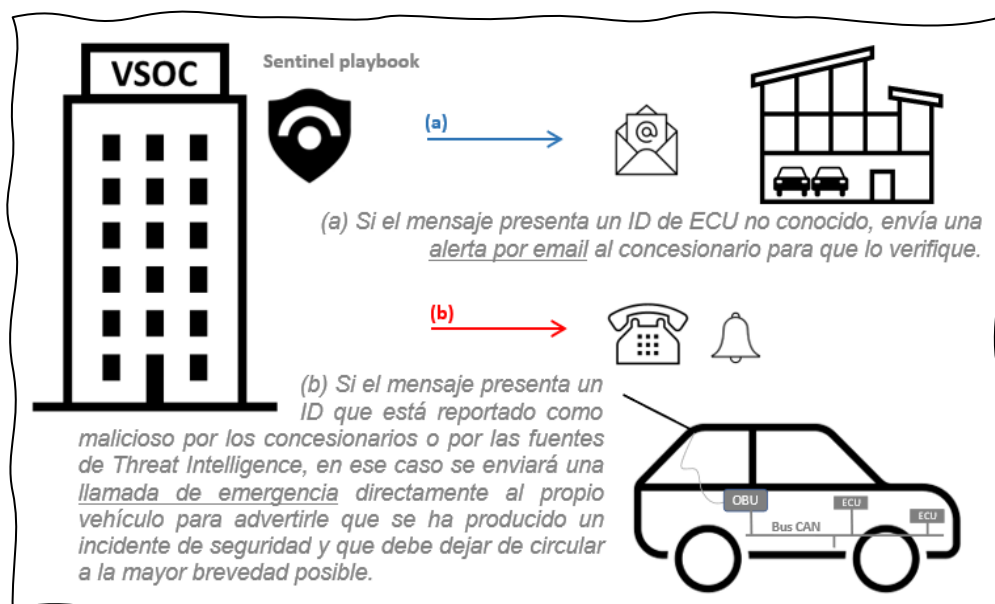 VSOC
Sentinel playbook
(a)
@
(a) Si el mensaje presenta un ID de ECU no conocido, envía una
alerta por email al concesionario para que lo verifique.
(b)
(b) Si el mensaje presenta un
ID que está reportado como
malicioso por los concesionarios o por las fuentes
de Threat Intelligence, en ese caso se enviará una
llamada de emergencia directamente al propio
vehículo para advertirle que se ha producido un
incidente de seguridad y que debe dejar de circular
a la mayor brevedad posible.
OBU
ECU
ECU
Bus CAN